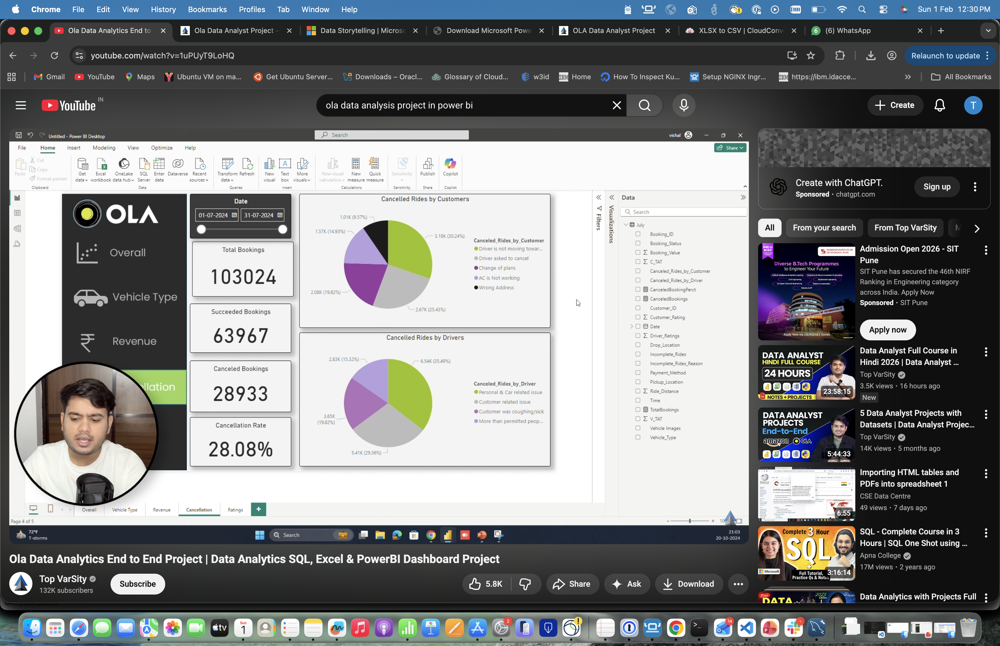 Chrome File Edit View History Bookmarks Profiles Tab Window Help
Sun 1 Feb 12:30 PM
Ola Data Analytics End to
Ola Data Analyst Project –
Data Storytelling | Microso
Download Microsoft Powe
OLA Data Analyst Project
XLSX to CSV | CloudConv
6 (6) WhatsApp
youtube.com/watch?v=1uPUyT9LoHQ
Relaunch to update
Gmail YouTube Maps Ubuntu VM on ma... Get Ubuntu Server... Downloads – Oracl... Glossary of Cloud... w3id IBM Home How To Inspect Ku... Setup NGINX Ingr... IBM https://ibm.idacce... All Bookmarks
YouTube IN
ola data analysis project in power bi
Create
T
Untitled - Power BI Desktop
Search
vishal
File Home Insert Modeling View Optimize Help
Share
Paste
Cut
Copy
Format painter
Get data
Excel workbook
OneLake data hub
SQL Server
Enter data
Dataverse
Recent sources
Transform data
Refresh
New visual
Text box
More visuals
New visual calculation
New measure
Quick measure
Sensitivity
Publish
Copilot
Clipboard Data Queries Insert Calculations Sensitivity Share Copilot
OLA
Overall
Vehicle Type
Revenue
llation
Date
01-07-2024 31-07-2024
Total Bookings
103024
Succeeded Bookings
63967
Canceled Bookings
28933
Cancellation Rate
28.08%
Cancelled Rides by Customers
1.01K (9.57%)
1.57K (14.93%)
3.18K (30.24%)
2.08K (19.82%)
2.67K (25.43%)
Canceled_Rides_by_Customer
Driver is not moving towar...
Driver asked to cancel
Change of plans
AC is Not working
Wrong Address
Cancelled Rides by Drivers
2.83K (15.32%)
6.54K (35.49%)
3.65K
(19.82%)
5.41K (29.36%)
Canceled_Rides_by_Driver
Personal & Car related issue
Customer related issue
Customer was coughing/sick
More than permitted peop...
Filters
Visualizations
Data
Search
July
Booking_ID
Booking_Status
Booking_Value
C_TAT
Canceled_Rides_by_Customer
Canceled_Rides_by_Driver
CanceledBookingPerct
CanceledBookings
Customer_ID
Customer_Rating
Date
Driver_Ratings
Drop_Location
Incomplete_Rides
Incomplete_Rides_Reason
Payment_Method
Pickup_Location
Ride_Distance
Time
TotalBookings
V_TAT
Vehicle Images
Vehicle_Type
Overall Vehicle Type Revenue Cancellation Ratings
Page 4 of 5
72°F
T-storms
Search
21:03
20-10-2024
Ola Data Analytics End to End Project | Data Analytics SQL, Excel & PowerBI Dashboard Project
Top VarSity
132K subscribers
Subscribe
5.8K
Share
Ask
Download
Create with ChatGPT.
Sponsored · chatgpt.com
Sign up
All From your search From Top VarSity M
#46 in
NIRF
SYMBIOSIS INSTITUTE OF
TECHNOLOGY, PUNE
Diverse B.Tech Programmes
to Engineer Your Future
Apply Now via JEE/ASGEEE Scores
Admission Open 2026 - SIT
Pune
SIT Pune has secured the 46th NIRF
Ranking in Engineering category
across India. Apply Now
Sponsored · SIT Pune
Apply now
DATA ANALYST
HINDI FULL COURSE
24 HOURS
NOTES + PROJECTS
23:58:15
Data Analyst Full Course in
Hindi 2026 | Data Analyst ...
Top VarSity
3.5K views · 16 hours ago
New
DATA ANALYST
PROJECTS
End-to-End
amazon OLA
5:44:33
5 Data Analyst Projects with
Datasets | Data Analyst Projec...
Top VarSity
14K views · 5 months ago
6:55
Importing HTML tables and
PDFs into spreadsheet 1
CSE Data Centre
49 views · 7 days ago
Complete 3 Hour
SQL
+
Microsoft
Full Tutorial,
Practice Qs & Notes
3:16:14
SQL - Complete Course in 3
Hours | SQL One Shot using ...
Apna College
17M views · 2 years ago
Free
2025
DATA
Data Analytics with Projects Full
tv
Sun
1
2
14